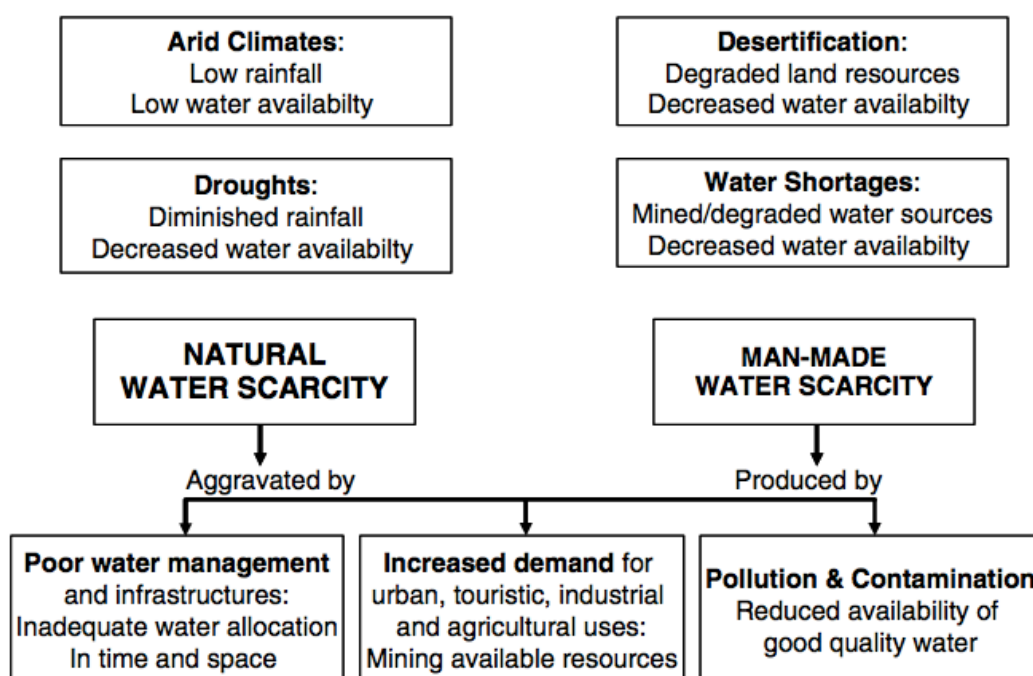 Arid Climates:
Low rainfall
Low water availabilty
Desertification:
Degraded land resources
Decreased water availabilty
Droughts:
Diminished rainfall
Decreased water availabilty
Water Shortages:
Mined/degraded water sources
Decreased water availabilty
NATURAL
WATER SCARCITY
MAN-MADE
WATER SCARCITY
Aggravated by
Produced by
Poor water management
and infrastructures:
Inadequate water allocation
In time and space
Increased demand for
urban, touristic, industrial
and agricultural uses:
Mining available resources
Pollution & Contamination
Reduced availability of
good quality water